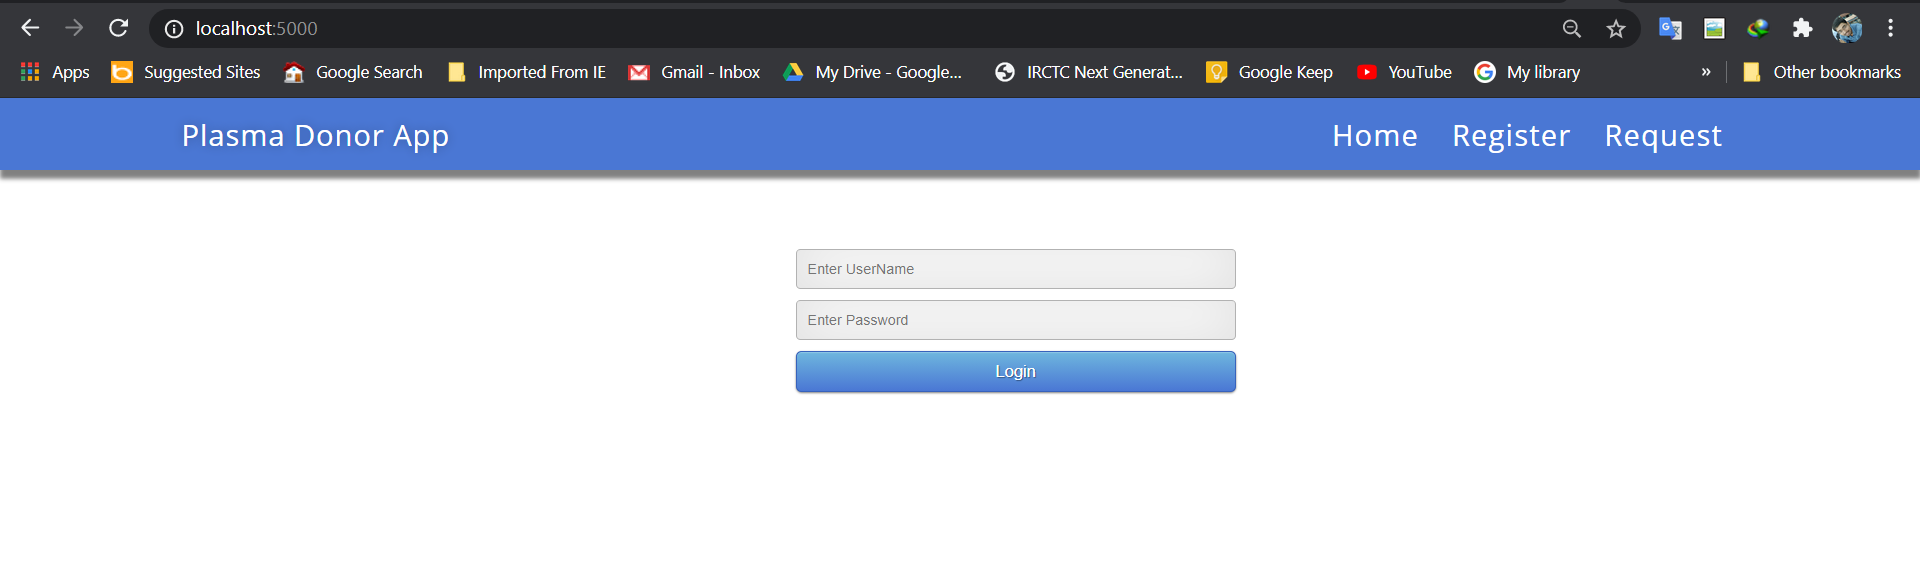 localhost:5000
Apps Suggested Sites Google Search Imported From IE Gmail - Inbox My Drive - Google... IRCTC Next Generat... Google Keep YouTube My library » Other bookmarks
Plasma Donor App Home Register Request
Enter UserName
Enter Password
Login